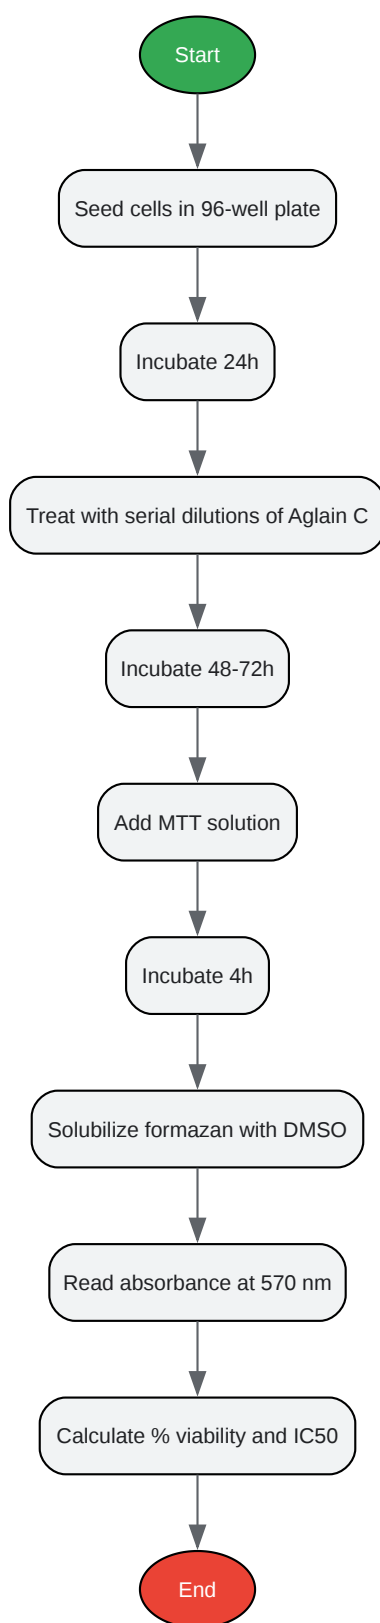 Start
Seed cells in 96-well plate
Incubate 24h
Treat with serial dilutions of Aglain C
Incubate 48-72h
Add MTT solution
Incubate 4h
Solubilize formazan with DMSO
Read absorbance at 570 nm
Calculate % viability and IC50
End